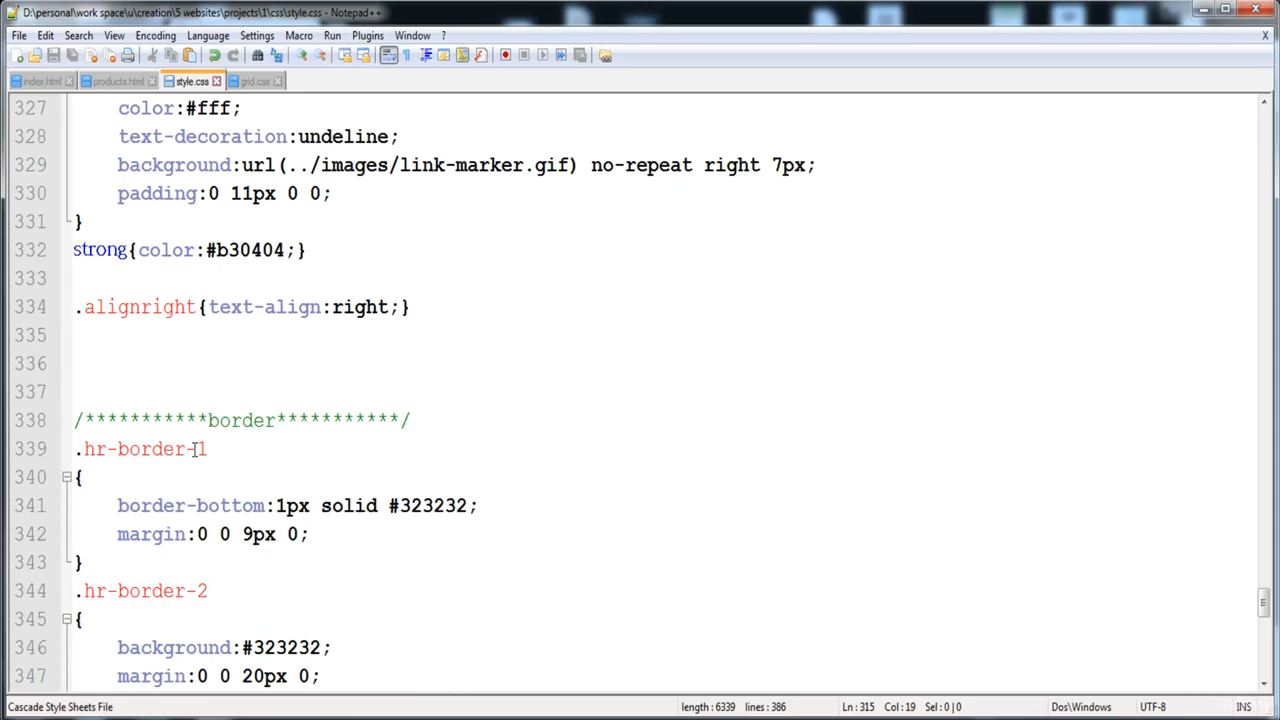 D:\personal\work space\u\creation\5 websites\projects\1\css\style.css - Notepad++
File Edit Search View Encoding Language Settings Macro Run Plugins Window ? X
index.html products.html style.css grid.css
327 color:#fff;
328 text-decoration:undeline;
329 background:url(../images/link-marker.gif) no-repeat right 7px;
330 padding:0 11px 0 0;
331 }
332 strong{color:#b30404;}
333
334 .alignright{text-align:right;}
335
336
337
338 /***********border***********/
339 .hr-border-1
340 {
341 border-bottom:1px solid #323232;
342 margin:0 0 9px 0;
343 }
344 .hr-border-2
345 {
346 background:#323232;
347 margin:0 0 20px 0;
Cascade Style Sheets File length : 6339 lines : 386 Ln : 315 Col : 19 Sel : 0 | 0 Dos\Windows UTF-8 INS